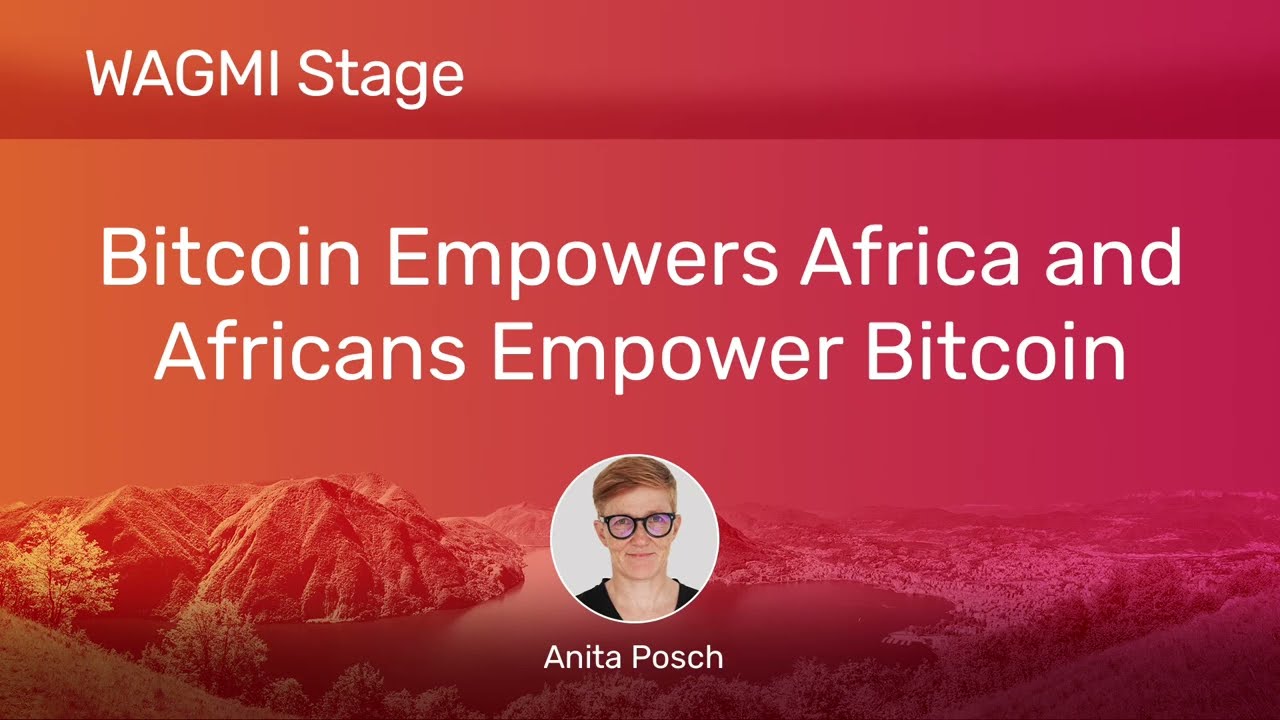 WAGMI Stage
Bitcoin Empowers Africa and
Africans Empower Bitcoin
Anita Posch